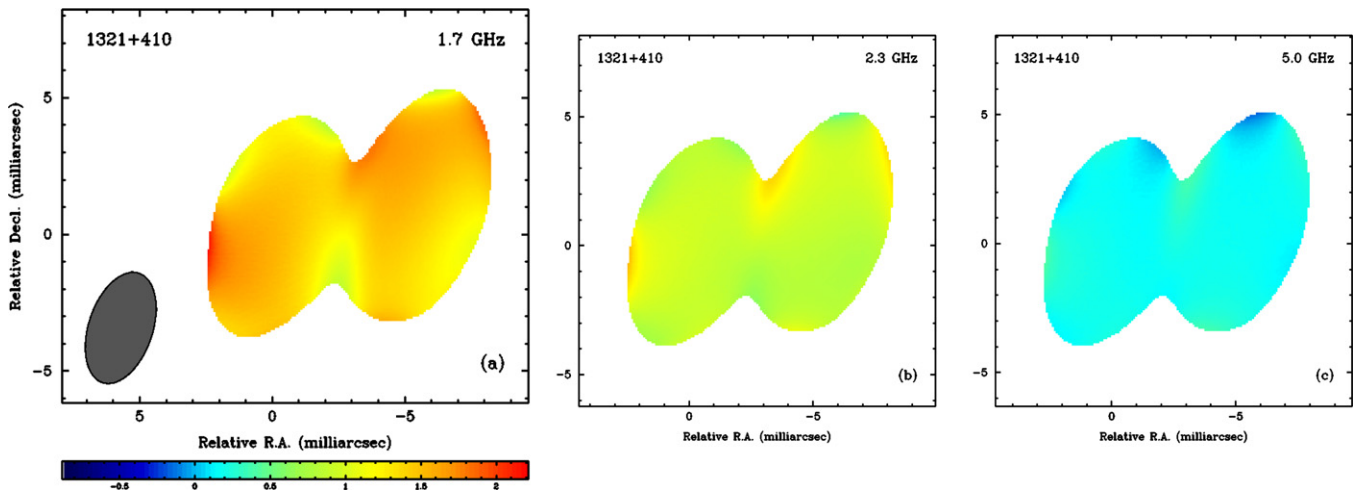 1321+410 1.7 GHz
5
0
−5
5 0 −5
Relative Decl. (milliarcsec)
Relative R.A. (milliarcsec)
(a)
−0.5 0 0.5 1 1.5 2
1321+410 2.3 GHz
5
0
−5
0 −5
Relative R.A. (milliarcsec)
(b)
1321+410 5.0 GHz
5
0
−5
0 −5
Relative R.A. (milliarcsec)
(c)